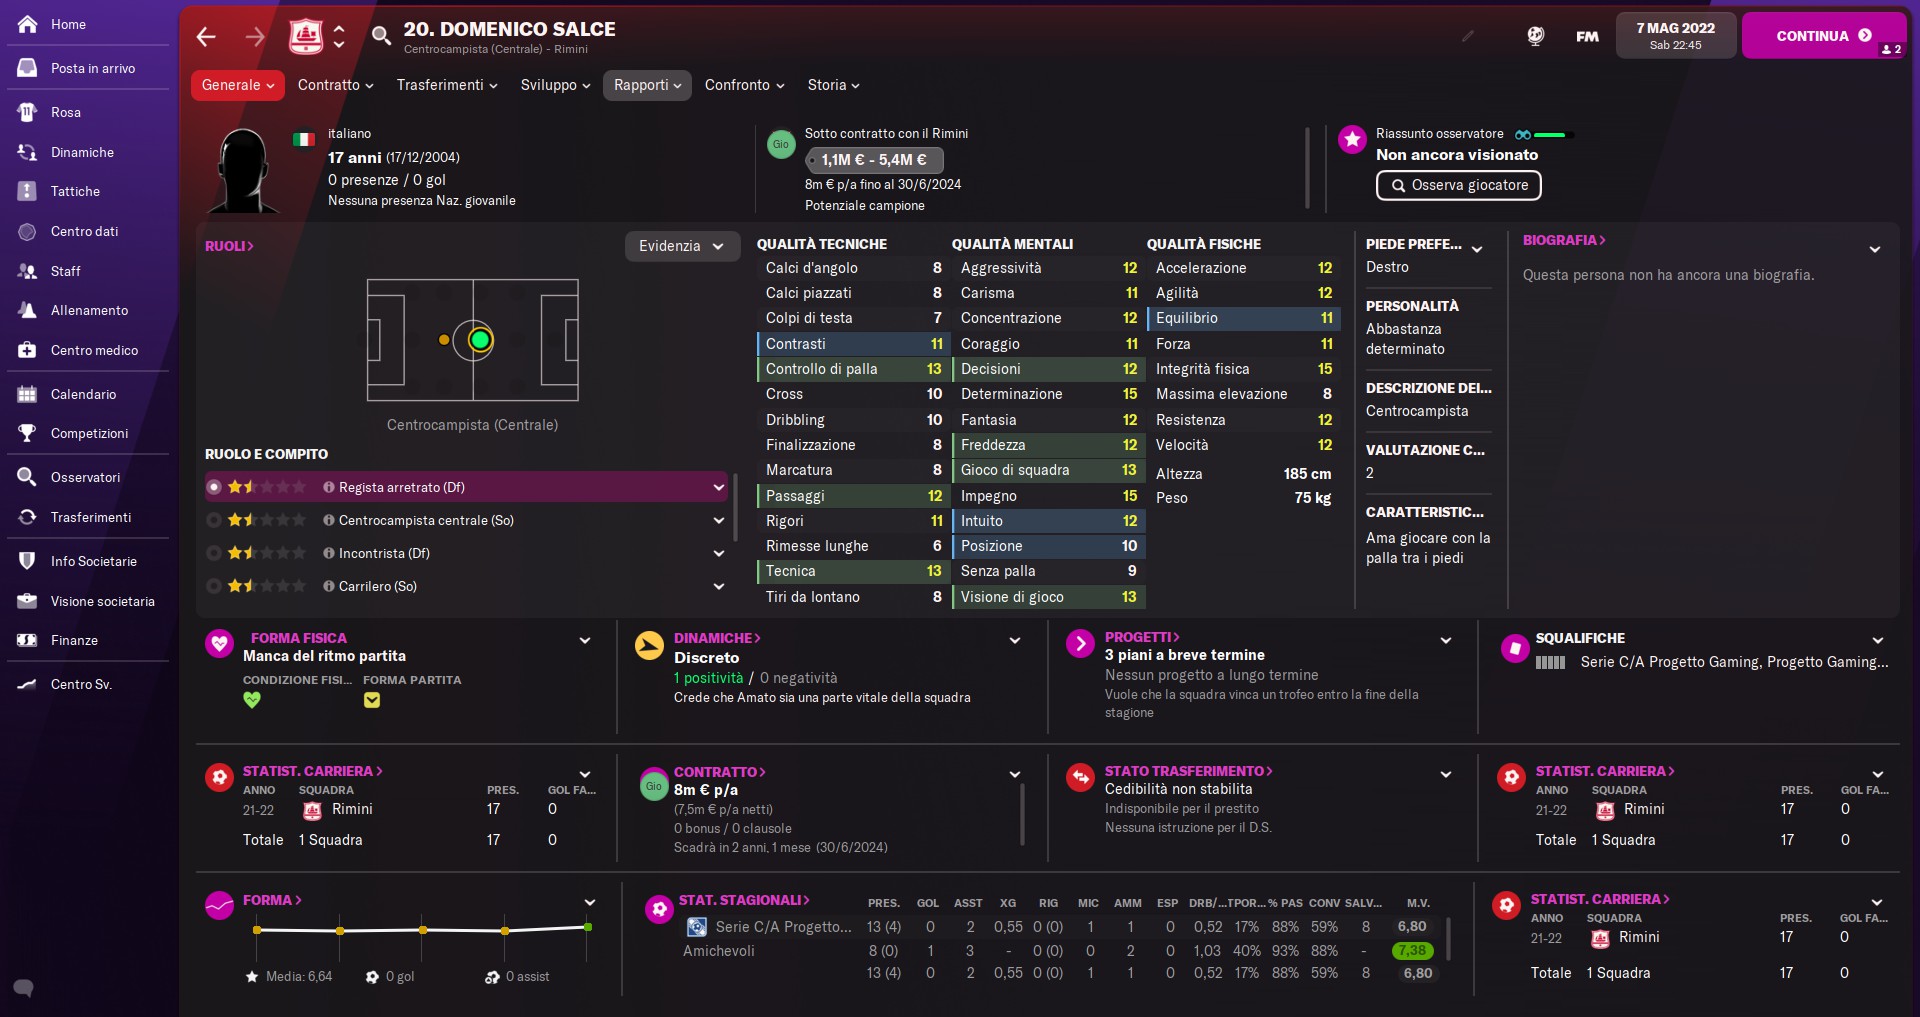 Home
Posta in arrivo
Rosa
Dinamiche
Tattiche
Centro dati
Staff
Allenamento
Centro medico
Calendario
Competizioni
Osservatori
Trasferimenti
Info Societarie
Visione societaria
Finanze
Centro Sv.
20. DOMENICO SALCE
Centrocampista (Centrale) - Rimini
FM
7 MAG 2022
Sab 22:45
CONTINUA
2
Generale Contratto Trasferimenti Sviluppo Rapporti Confronto Storia
italiano
17 anni (17/12/2004)
0 presenze / 0 gol
Nessuna presenza Naz. giovanile
Gio
Sotto contratto con il Rimini
1,1M € - 5,4M €
8m € p/a fino al 30/6/2024
Potenziale campione
Riassunto osservatore
Non ancora visionato
Osserva giocatore
RUOLI
Evidenzia
Centrocampista (Centrale)
RUOLO E COMPITO
Regista arretrato (Df)
Centrocampista centrale (So)
Incontrista (Df)
Carrilero (So)
QUALITÀ TECNICHE
Calci d'angolo 8
Calci piazzati 8
Colpi di testa 7
Contrasti 11
Controllo di palla 13
Cross 10
Dribbling 10
Finalizzazione 8
Marcatura 8
Passaggi 12
Rigori 11
Rimesse lunghe 6
Tecnica 13
Tiri da lontano 8
QUALITÀ MENTALI
Aggressività 12
Carisma 11
Concentrazione 12
Coraggio 11
Decisioni 12
Determinazione 15
Fantasia 12
Freddezza 12
Gioco di squadra 13
Impegno 15
Intuito 12
Posizione 10
Senza palla 9
Visione di gioco 13
QUALITÀ FISICHE
Accelerazione 12
Agilità 12
Equilibrio 11
Forza 11
Integrità fisica 15
Massima elevazione 8
Resistenza 12
Velocità 12
Altezza 185 cm
Peso 75 kg
PIEDE PREFE...
Destro
PERSONALITÀ
Abbastanza
determinato
DESCRIZIONE DEI...
Centrocampista
VALUTAZIONE C...
2
CARATTERISTIC...
Ama giocare con la
palla tra i piedi
BIOGRAFIA
Questa persona non ha ancora una biografia.
FORMA FISICA
Manca del ritmo partita
CONDIZIONE FISI... FORMA PARTITA
DINAMICHE
Discreto
1 positività / 0 negatività
Crede che Amato sia una parte vitale della squadra
PROGETTI
3 piani a breve termine
Nessun progetto a lungo termine
Vuole che la squadra vinca un trofeo entro la fine della
stagione
SQUALIFICHE
Serie C/A Progetto Gaming, Progetto Gaming...
STATIST. CARRIERA
ANNO SQUADRA PRES. GOL FA...
21-22 Rimini 17 0
Totale 1 Squadra 17 0
Gio
CONTRATTO
8m € p/a
(7,5m € p/a netti)
0 bonus / 0 clausole
Scadrà in 2 anni, 1 mese (30/6/2024)
STATO TRASFERIMENTO
Cedibilità non stabilita
Indisponibile per il prestito
Nessuna istruzione per il D.S.
STATIST. CARRIERA
ANNO SQUADRA PRES. GOL FA...
21-22 Rimini 17 0
Totale 1 Squadra 17 0
FORMA
Media: 6,64 0 gol 0 assist
STAT. STAGIONALI PRES. GOL ASST XG RIG MIC AMM ESP DRB/... TPOR... % PAS CONV SALV... M.V.
Serie C/A Progetto... 13 (4) 0 2 0,55 0 (0) 1 1 0 0,52 17% 88% 59% 8 6,80
Amichevoli 8 (0) 1 3 - 0 (0) 0 2 0 1,03 40% 93% 88% - 7,38
13 (4) 0 2 0,55 0 (0) 1 1 0 0,52 17% 88% 59% 8 6,80
STATIST. CARRIERA
ANNO SQUADRA PRES. GOL FA...
21-22 Rimini 17 0
Totale 1 Squadra 17 0